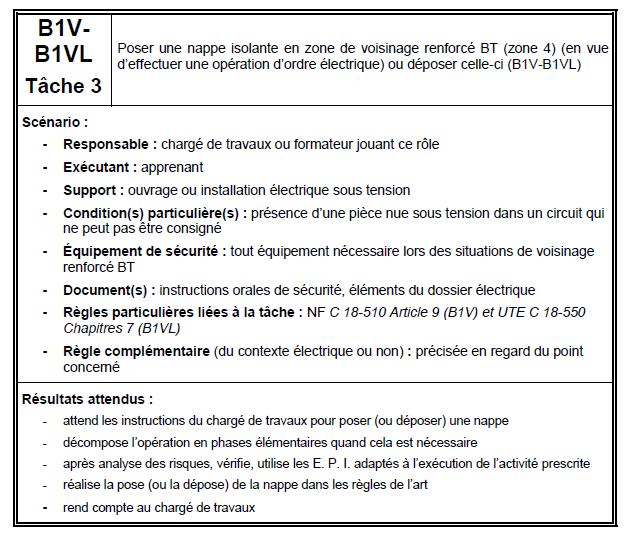 B1V-
B1VL
Tâche 3
Poser une nappe isolante en zone de voisinage renforcé BT (zone 4) (en vue
d'effectuer une opération d'ordre électrique) ou déposer celle-ci (B1V-B1VL)
Scénario :
- Responsable : chargé de travaux ou formateur jouant ce rôle
- Exécutant : apprenant
- Support : ouvrage ou installation électrique sous tension
- Condition(s) particulière(s) : présence d'une pièce nue sous tension dans un circuit qui
ne peut pas être consigné
- Équipement de sécurité : tout équipement nécessaire lors des situations de voisinage
renforcé BT
- Document(s) : instructions orales de sécurité, éléments du dossier électrique
- Règles particulières liées à la tâche : NF C 18-510 Article 9 (B1V) et UTE C 18-550
Chapitres 7 (B1VL)
- Règle complémentaire (du contexte électrique ou non) : précisée en regard du point
concerné
Résultats attendus :
- attend les instructions du chargé de travaux pour poser (ou déposer) une nappe
- décompose l'opération en phases élémentaires quand cela est nécessaire
- après analyse des risques, vérifie, utilise les E. P. I. adaptés à l'exécution de l'activité prescrite
- réalise la pose (ou la dépose) de la nappe dans les règles de l'art
- rend compte au chargé de travaux